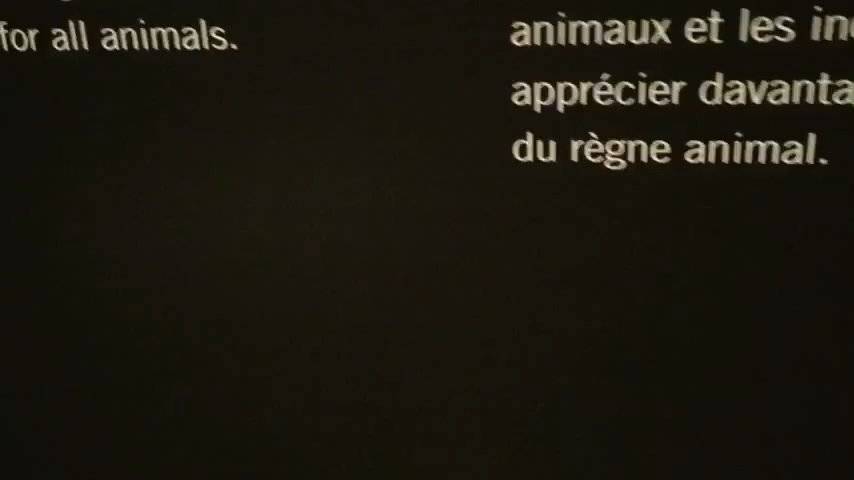 for all animals.
animaux et les
apprécier
du règne animal.